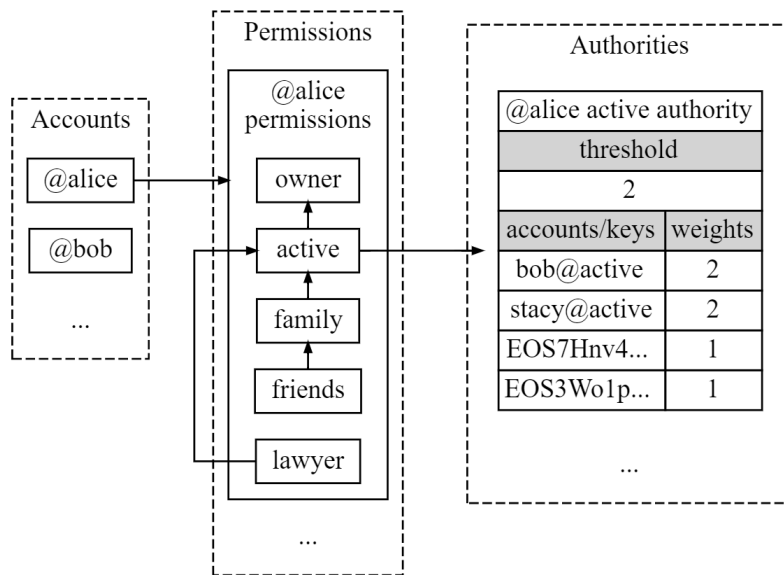 Accounts
@alice
@bob
...
Permissions
@alice
permissions
owner
active
family
friends
lawyer
...
Authorities
@alice active authority
threshold
2
accounts/keys weights
bob@active 2
stacy@active 2
EOS7Hnv4... 1
EOS3Wo1p... 1
...